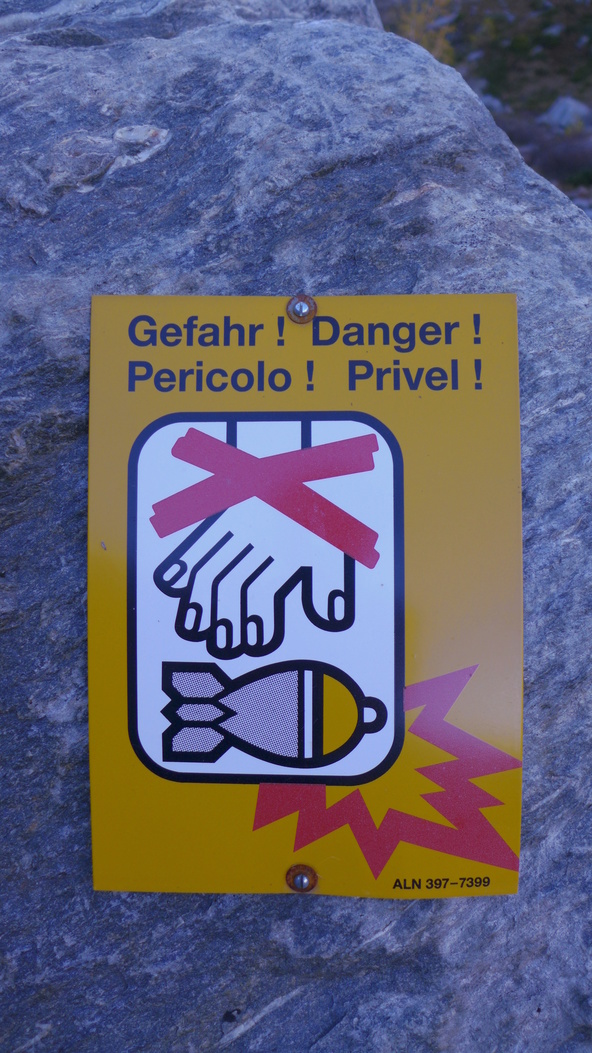 Gefahr ! Danger !
Pericolo ! Privel !
ALN 397–7399